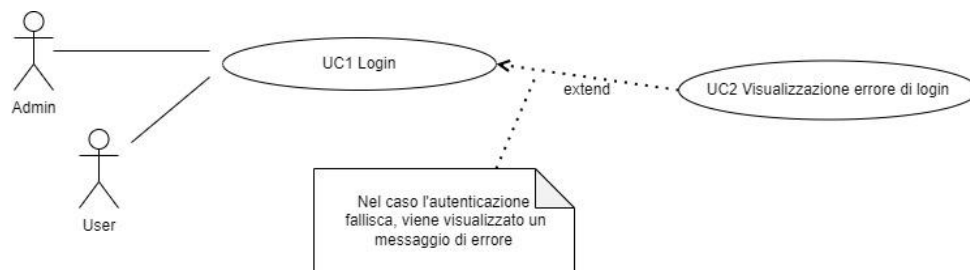 Admin
UC1 Login
extend
UC2 Visualizzazione errore di login
User
Nel caso l'autenticazione
fallisca, viene visualizzato un
messaggio di errore